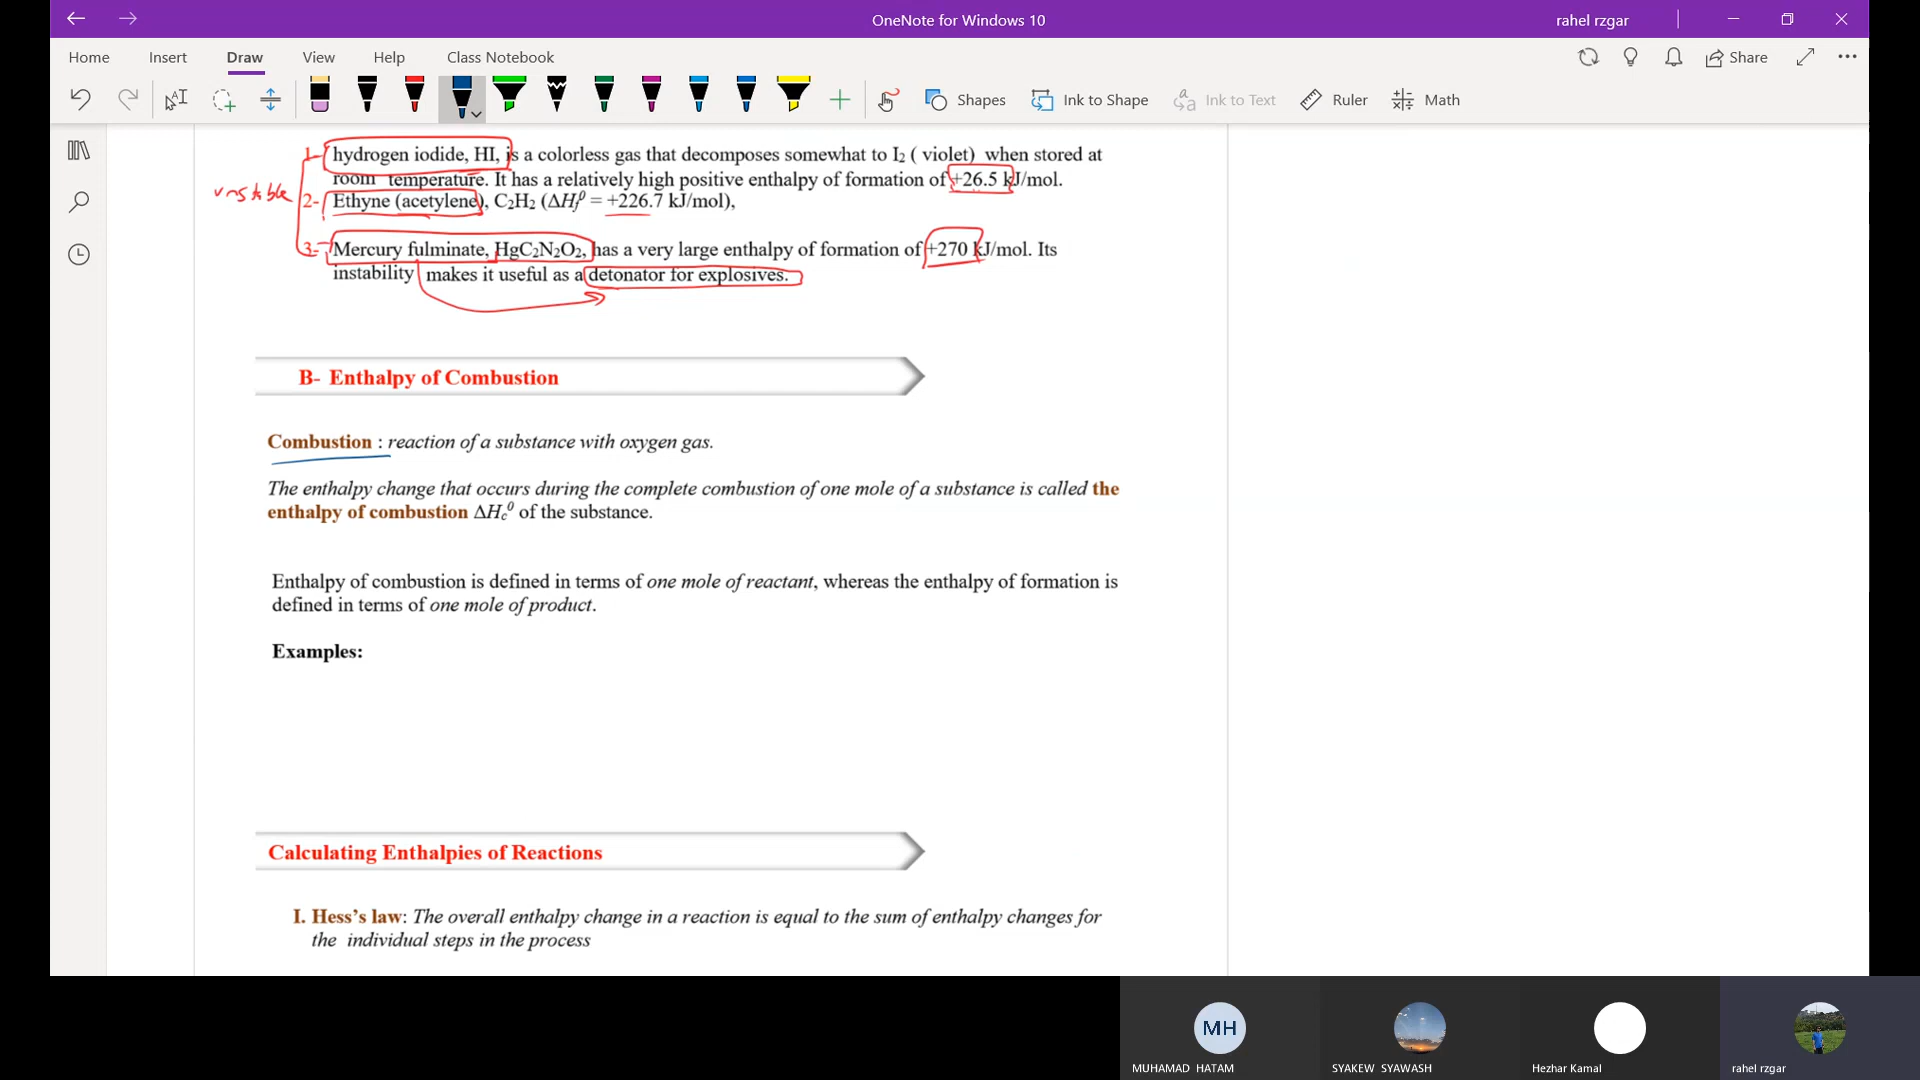 OneNote for Windows 10
rahel rzgar
Home Insert Draw View Help Class Notebook
Share
Shapes Ink to Shape Ink to Text Ruler Math
1- hydrogen iodide, HI, is a colorless gas that decomposes somewhat to I₂ ( violet) when stored at
room temperature. It has a relatively high positive enthalpy of formation of +26.5 kJ/mol.
unstable
2- Ethyne (acetylene), C₂H₂ (ΔHf⁰ = +226.7 kJ/mol),
3- Mercury fulminate, HgC₂N₂O₂, has a very large enthalpy of formation of +270 kJ/mol. Its
instability makes it useful as a detonator for explosives.
B- Enthalpy of Combustion
Combustion : reaction of a substance with oxygen gas.
The enthalpy change that occurs during the complete combustion of one mole of a substance is called the
enthalpy of combustion ΔHc⁰ of the substance.
Enthalpy of combustion is defined in terms of one mole of reactant, whereas the enthalpy of formation is
defined in terms of one mole of product.
Examples:
Calculating Enthalpies of Reactions
I. Hess's law: The overall enthalpy change in a reaction is equal to the sum of enthalpy changes for
the individual steps in the process
MH
MUHAMAD HATAM
SYAKEW SYAWASH
Hezhar Kamal
rahel rzgar